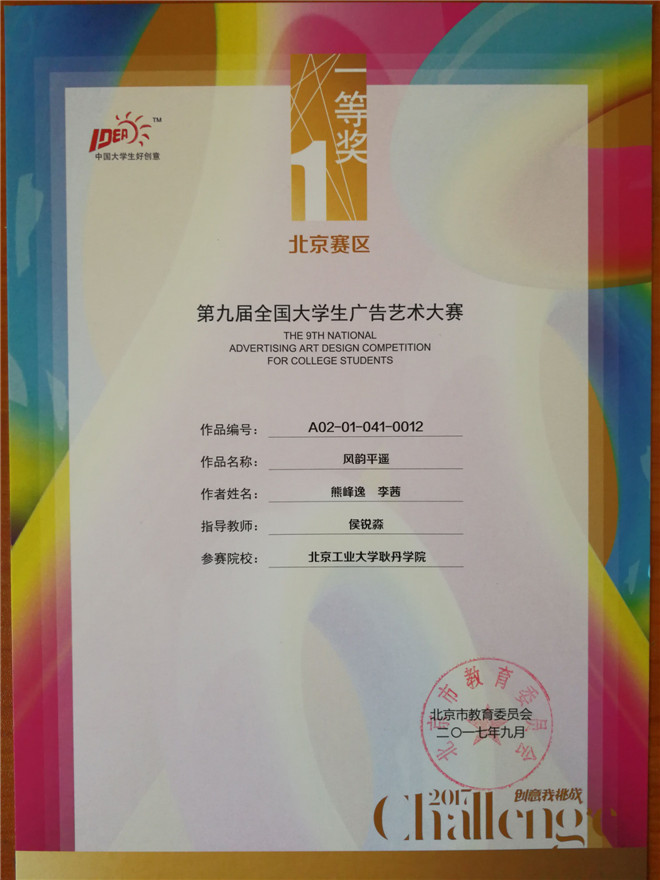 一等奖
1
IDEA TM
中国大学生好创意
北京赛区
第九届全国大学生广告艺术大赛
THE 9TH NATIONAL
ADVERTISING ART DESIGN COMPETITION
FOR COLLEGE STUDENTS
作品编号： A02-01-041-0012
作品名称： 风韵平遥
作者姓名： 熊峰逸 李茜
指导教师： 侯锐淼
参赛院校： 北京工业大学耿丹学院
北京市教育委员会
北京市教育委员会
二〇一七年九月
2017 创意我挑战
Challenge